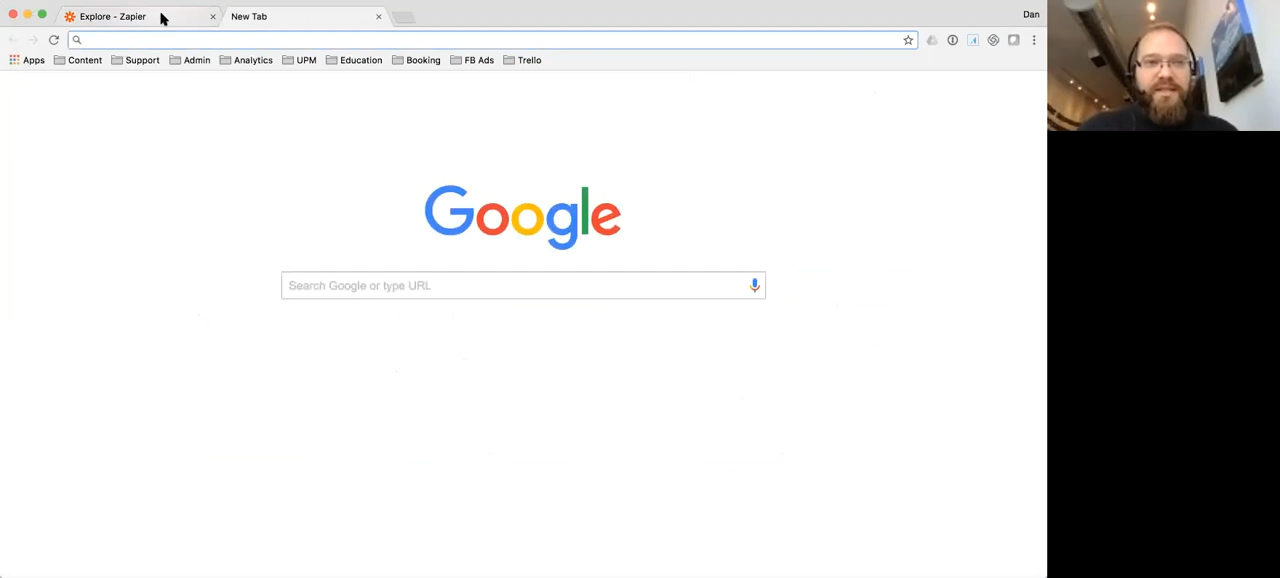 Explore - Zapier
New Tab
Dan
Apps Content Support Admin Analytics UPM Education Booking FB Ads Trello
Google
Search Google or type URL